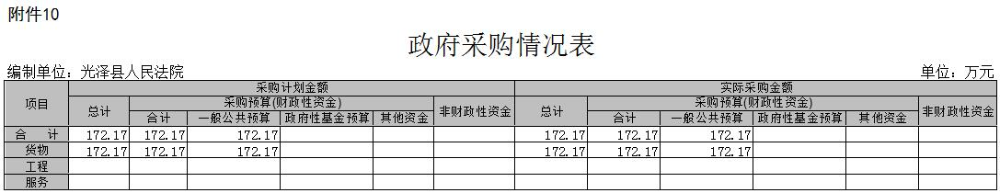 附件10
政府采购情况表
编制单位：光泽县人民法院 单位：万元
项目 采购计划金额 实际采购金额
总计 采购预算(财政性资金) 非财政性资金 总计 采购预算(财政性资金) 非财政性资金
合计 一般公共预算 政府性基金预算 其他资金 合计 一般公共预算 政府性基金预算 其他资金
合 计 172.17 172.17 172.17 172.17 172.17 172.17
货物 172.17 172.17 172.17 172.17 172.17 172.17
工程
服务